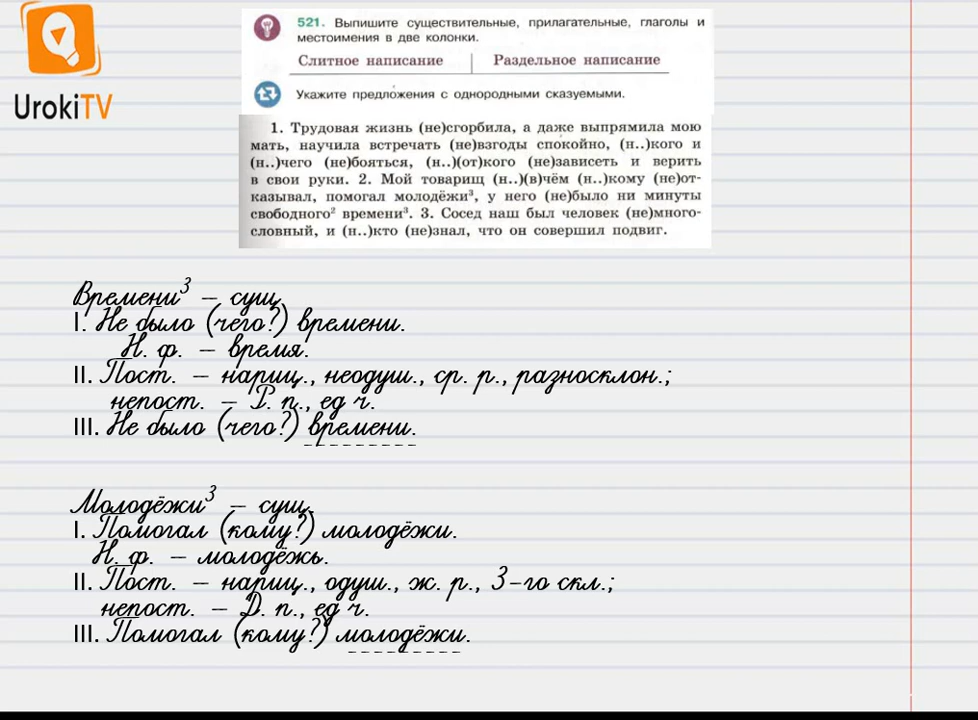 UrokiTV
521. Выпишите существительные, прилагательные, глаголы и
местоимения в две колонки.
Слитное написание | Раздельное написание
Укажите предложения с однородными сказуемыми.
1. Трудовая жизнь (не)сгорбила, а даже выпрямила мою
мать, научила встречать (не)взгоды спокойно, (н..)кого и
(н..)чего (не)бояться, (н..)(от)кого (не)зависеть и верить
в свои руки. 2. Мой товарищ (н..)(в)чём (н..)кому (не)от-
казывал, помогал молодёжи³, у него (не)было ни минуты
свободного² времени³. 3. Сосед наш был человек (не)много-
словный, и (н..)кто (не)знал, что он совершил подвиг.
Времени³ – сущ.
I. Не было (чего?) времени.
Н. ф. – время.
II. Пост. – нариц., неодуш., ср. р., разносклон.;
непост. – Р. п., ед ч.
III. Не было (чего?) времени.
Молодёжи³ – сущ.
I. Помогал (кому?) молодёжи.
Н. ф. – молодёжь.
II. Пост. – нариц., одуш., ж. р., 3-го скл.;
непост. – Д. п., ед ч.
III. Помогал (кому?) молодёжи.